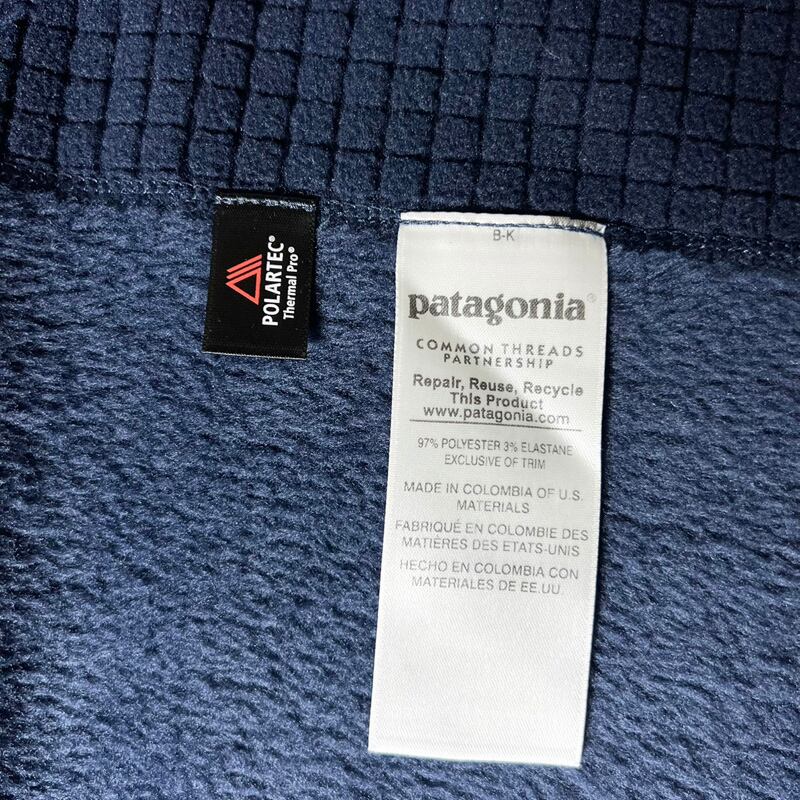 POLARTEC®
Thermal Pro®
B-K
patagonia®
COMMON THREADS
PARTNERSHIP
Repair, Reuse, Recycle
This Product
www.patagonia.com
97% POLYESTER 3% ELASTANE
EXCLUSIVE OF TRIM
MADE IN COLOMBIA OF U.S.
MATERIALS
FABRIQUÉ EN COLOMBIE DES
MATIÈRES DES ETATS-UNIS
HECHO EN COLOMBIA CON
MATERIALES DE EE.UU.